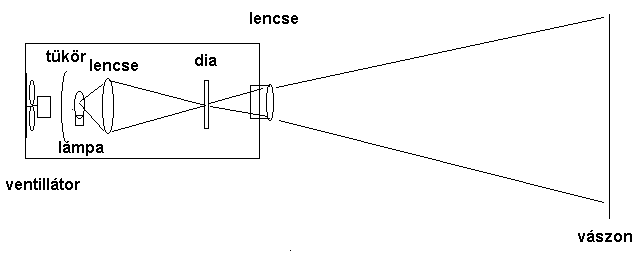 lencse
tükör
lencse
dia
lámpa
ventillátor
vászon